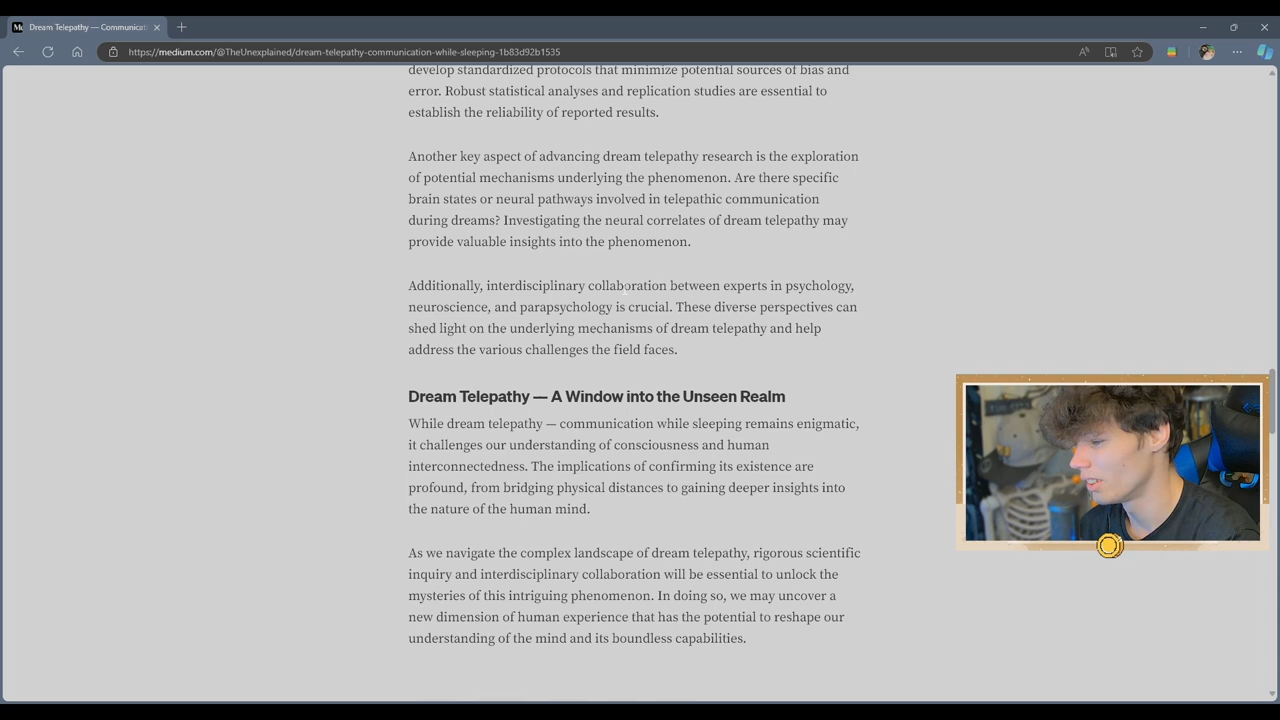 Dream Telepathy — Communicat
https://medium.com/@TheUnexplained/dream-telepathy-communication-while-sleeping-1b83d92b1535
develop standardized protocols that minimize potential sources of bias and
error. Robust statistical analyses and replication studies are essential to
establish the reliability of reported results.
Another key aspect of advancing dream telepathy research is the exploration
of potential mechanisms underlying the phenomenon. Are there specific
brain states or neural pathways involved in telepathic communication
during dreams? Investigating the neural correlates of dream telepathy may
provide valuable insights into the phenomenon.
Additionally, interdisciplinary collaboration between experts in psychology,
neuroscience, and parapsychology is crucial. These diverse perspectives can
shed light on the underlying mechanisms of dream telepathy and help
address the various challenges the field faces.
Dream Telepathy — A Window into the Unseen Realm
While dream telepathy — communication while sleeping remains enigmatic,
it challenges our understanding of consciousness and human
interconnectedness. The implications of confirming its existence are
profound, from bridging physical distances to gaining deeper insights into
the nature of the human mind.
As we navigate the complex landscape of dream telepathy, rigorous scientific
inquiry and interdisciplinary collaboration will be essential to unlock the
mysteries of this intriguing phenomenon. In doing so, we may uncover a
new dimension of human experience that has the potential to reshape our
understanding of the mind and its boundless capabilities.